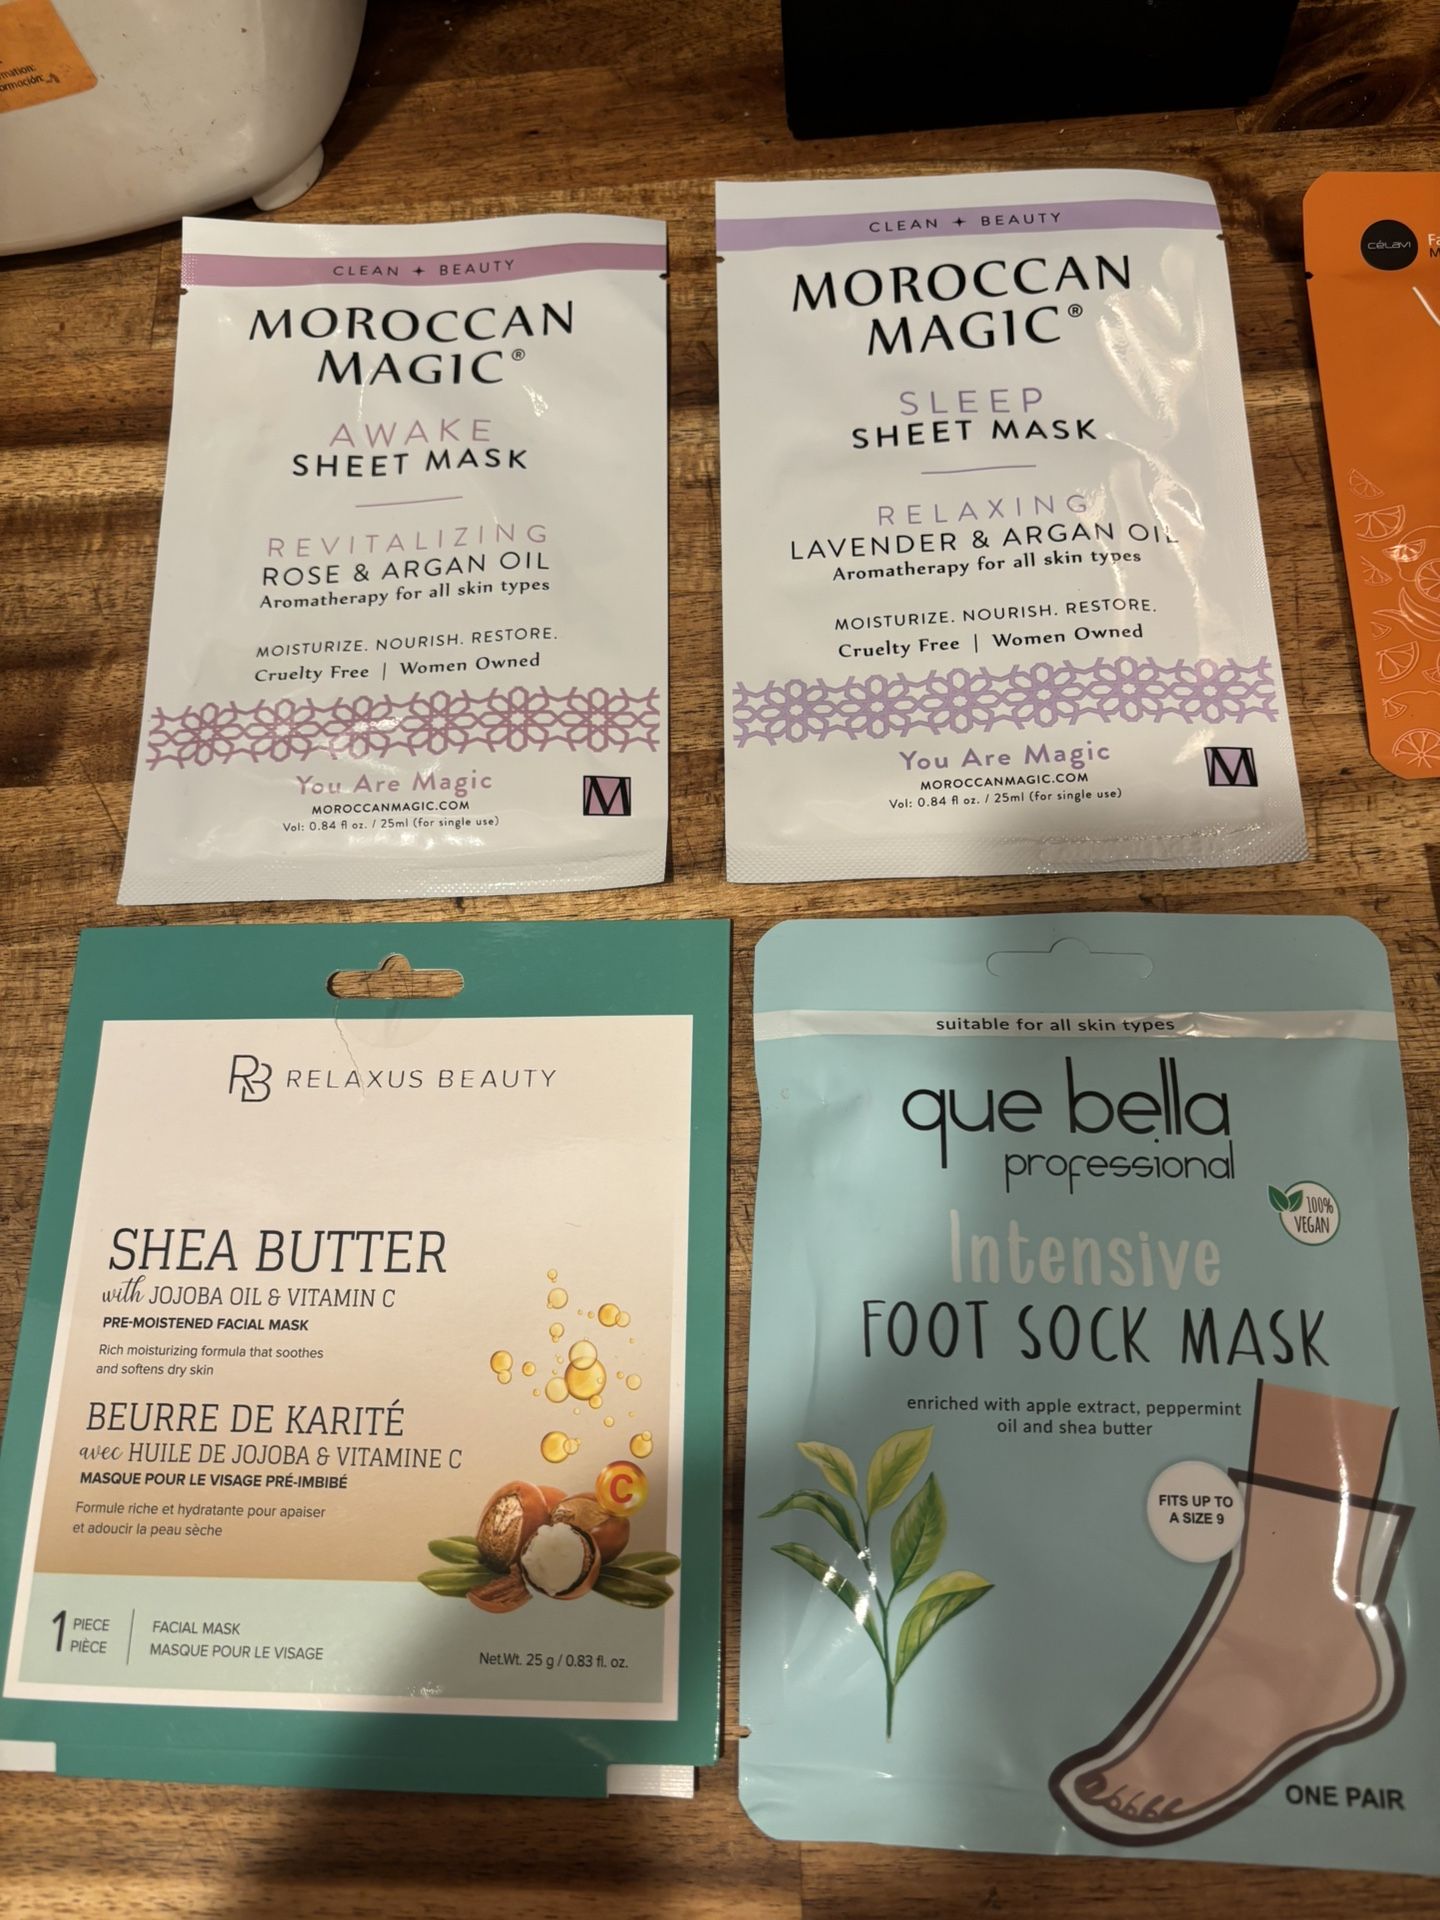 mation:
ormación:
CLEAN + BEAUTY
MOROCCAN
MAGIC®
AWAKE
SHEET MASK
REVITALIZING
ROSE & ARGAN OIL
Aromatherapy for all skin types
MOISTURIZE. NOURISH. RESTORE.
Cruelty Free | Women Owned
You Are Magic
MOROCCANMAGIC.COM
Vol: 0.84 fl oz. / 25ml (for single use)
M
CLEAN + BEAUTY
MOROCCAN
MAGIC®
SLEEP
SHEET MASK
RELAXING
LAVENDER & ARGAN OIL
Aromatherapy for all skin types
MOISTURIZE. NOURISH. RESTORE.
Cruelty Free | Women Owned
You Are Magic
MOROCCANMAGIC.COM
Vol: 0.84 fl oz. / 25ml (for single use)
M
CÉLAVI
Fa
M
RB RELAXUS BEAUTY
SHEA BUTTER
with JOJOBA OIL & VITAMIN C
PRE-MOISTENED FACIAL MASK
Rich moisturizing formula that soothes
and softens dry skin
BEURRE DE KARITÉ
avec HUILE DE JOJOBA & VITAMINE C
MASQUE POUR LE VISAGE PRÉ-IMBIBÉ
Formule riche et hydratante pour apaiser
et adoucir la peau sèche
C
1 PIECE
PIÈCE
FACIAL MASK
MASQUE POUR LE VISAGE
Net.Wt. 25 g / 0.83 fl. oz.
suitable for all skin types
que bella
professional
100%
VEGAN
Intensive
FOOT SOCK MASK
enriched with apple extract, peppermint
oil and shea butter
FITS UP TO
A SIZE 9
ONE PAIR